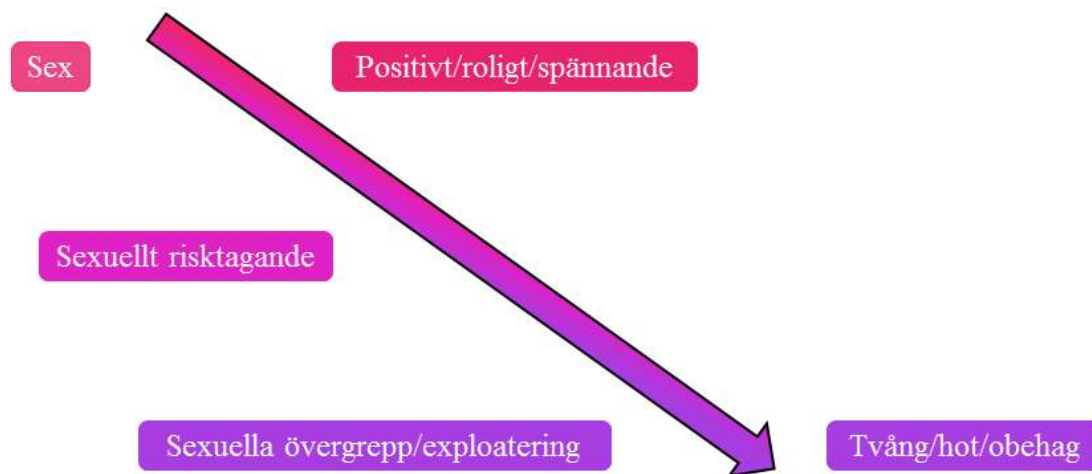 Sex
Positivt/roligt/spännande
Sexuellt risktagande
Sexuella övergrepp/exploatering
Tvång/hot/obehag